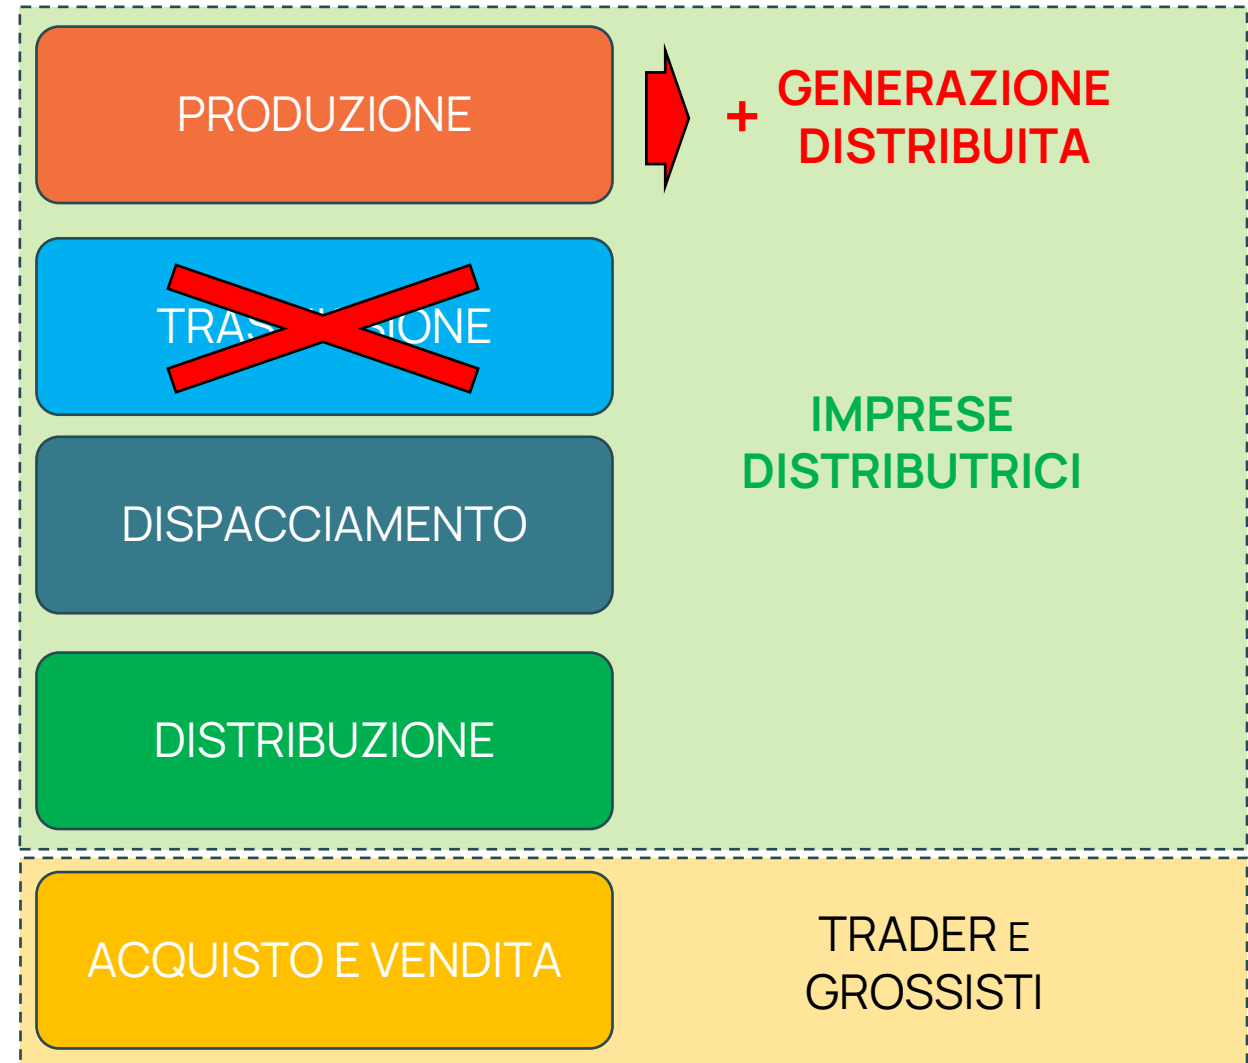 PRODUZIONE
+ GENERAZIONE
DISTRIBUITA
IMPRESE
DISTRIBUTRICI
DISPACCIAMENTO
DISTRIBUZIONE
ACQUISTO E VENDITA
TRADER E
GROSSISTI